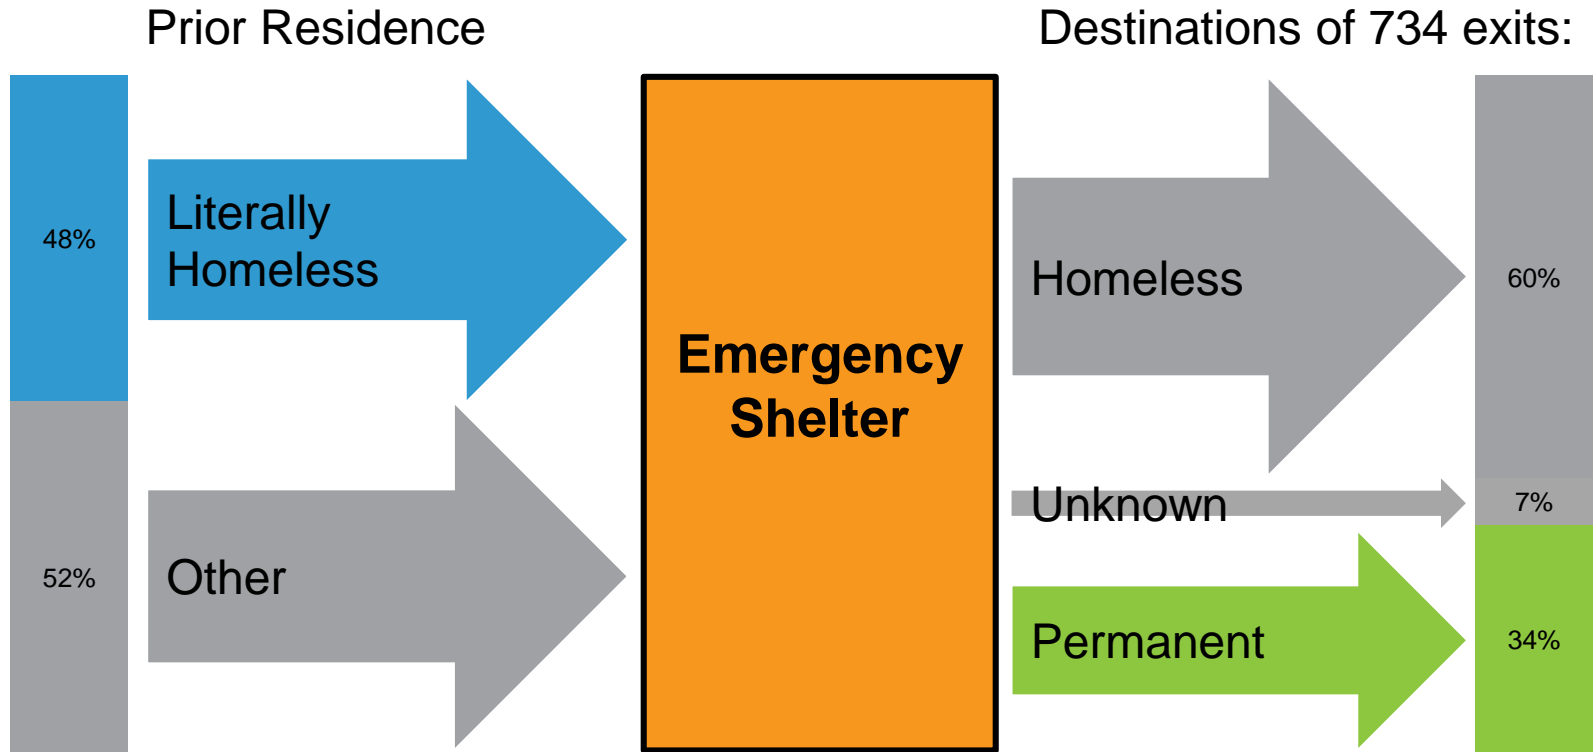 Prior Residence
Destinations of 734 exits:
48%
Literally
Homeless
52%
Other
Emergency
Shelter
Homeless
60%
Unknown
7%
Permanent
34%